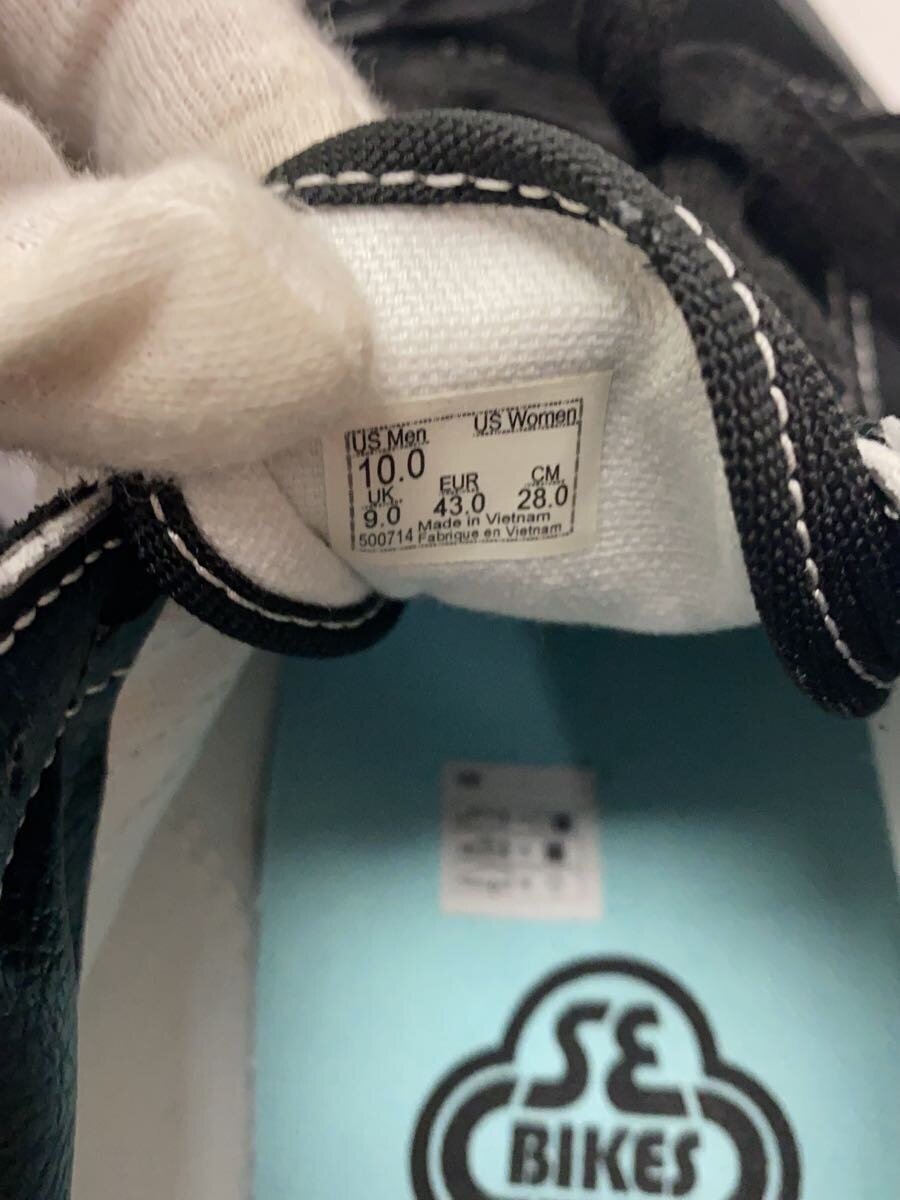 US Men US Women
10.0
UK EUR CM
9.0 43.0 28.0
Made in Vietnam
500714 Fabrique en Vietnam
SE
BIKES